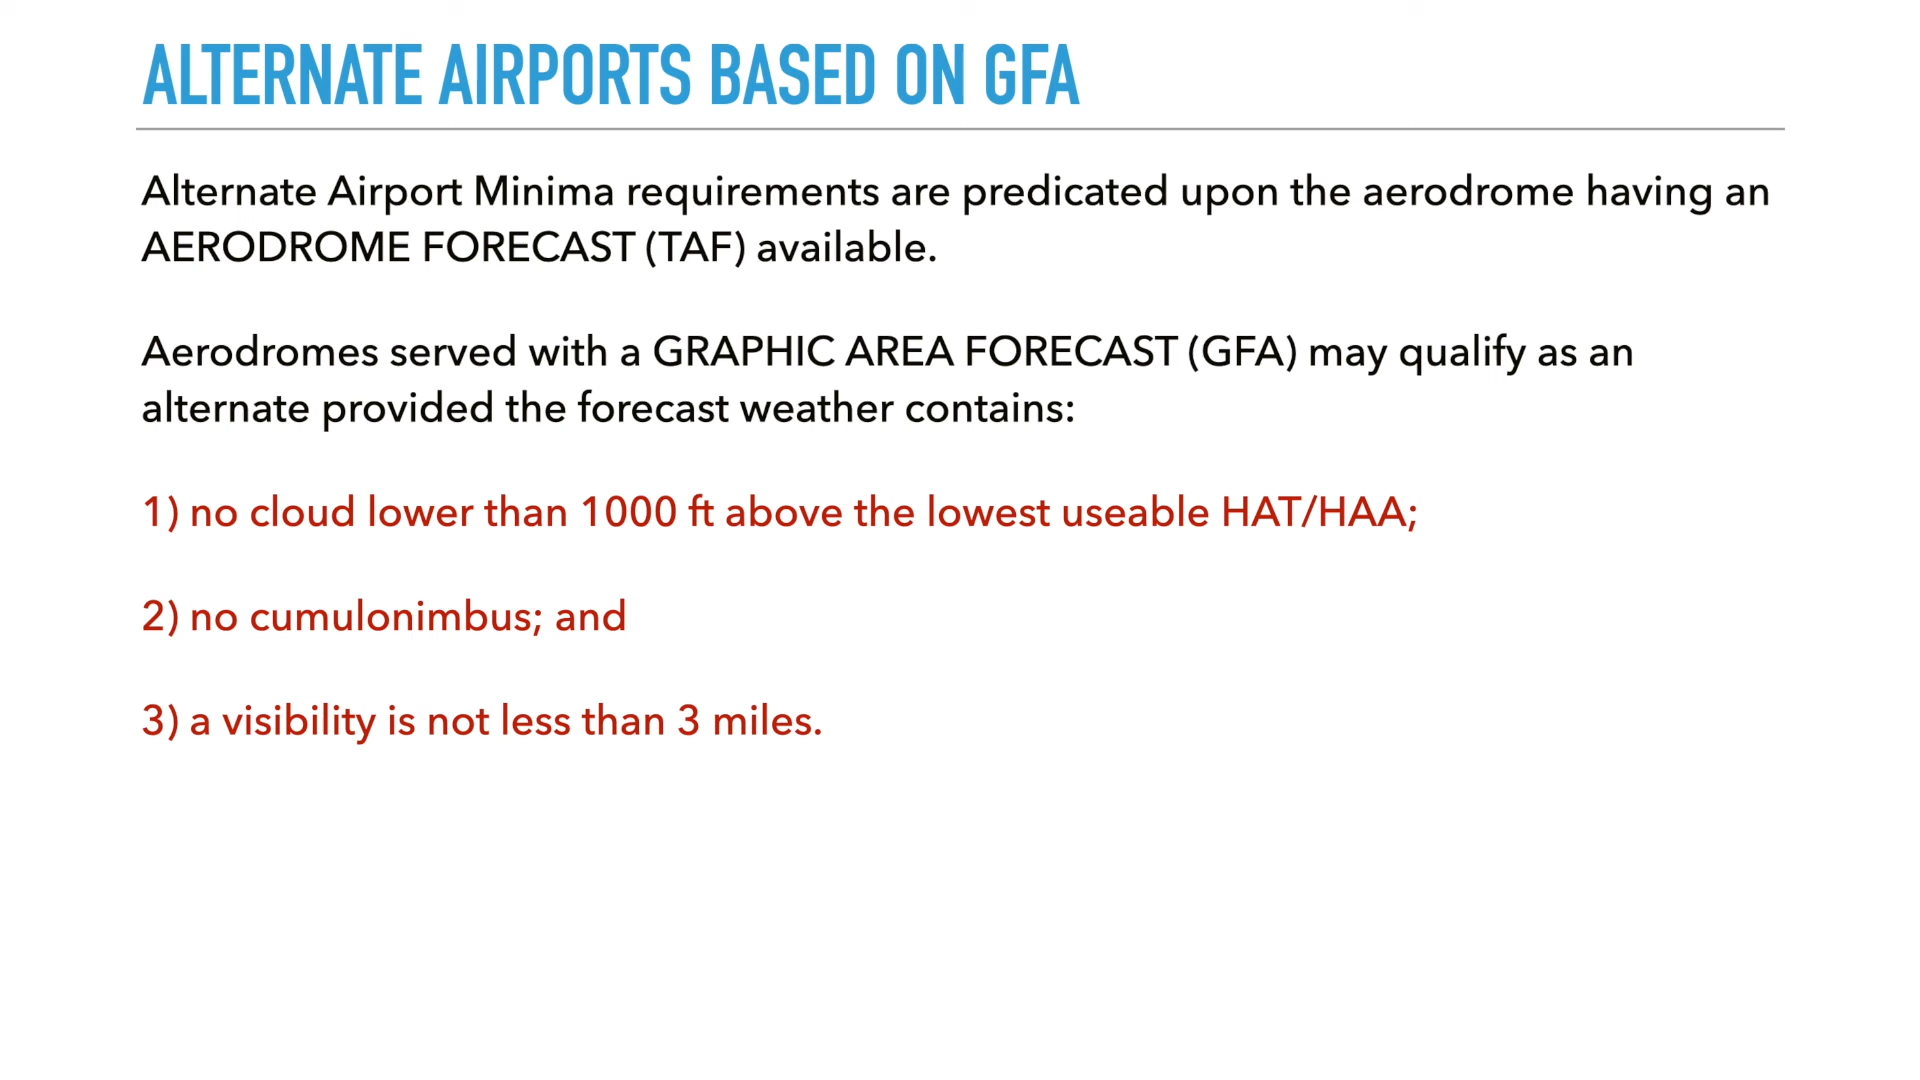 ALTERNATE AIRPORTS BASED ON GFA
Alternate Airport Minima requirements are predicated upon the aerodrome having an
AERODROME FORECAST (TAF) available.
Aerodromes served with a GRAPHIC AREA FORECAST (GFA) may qualify as an
alternate provided the forecast weather contains:
1) no cloud lower than 1000 ft above the lowest useable HAT/HAA;
2) no cumulonimbus; and
3) a visibility is not less than 3 miles.